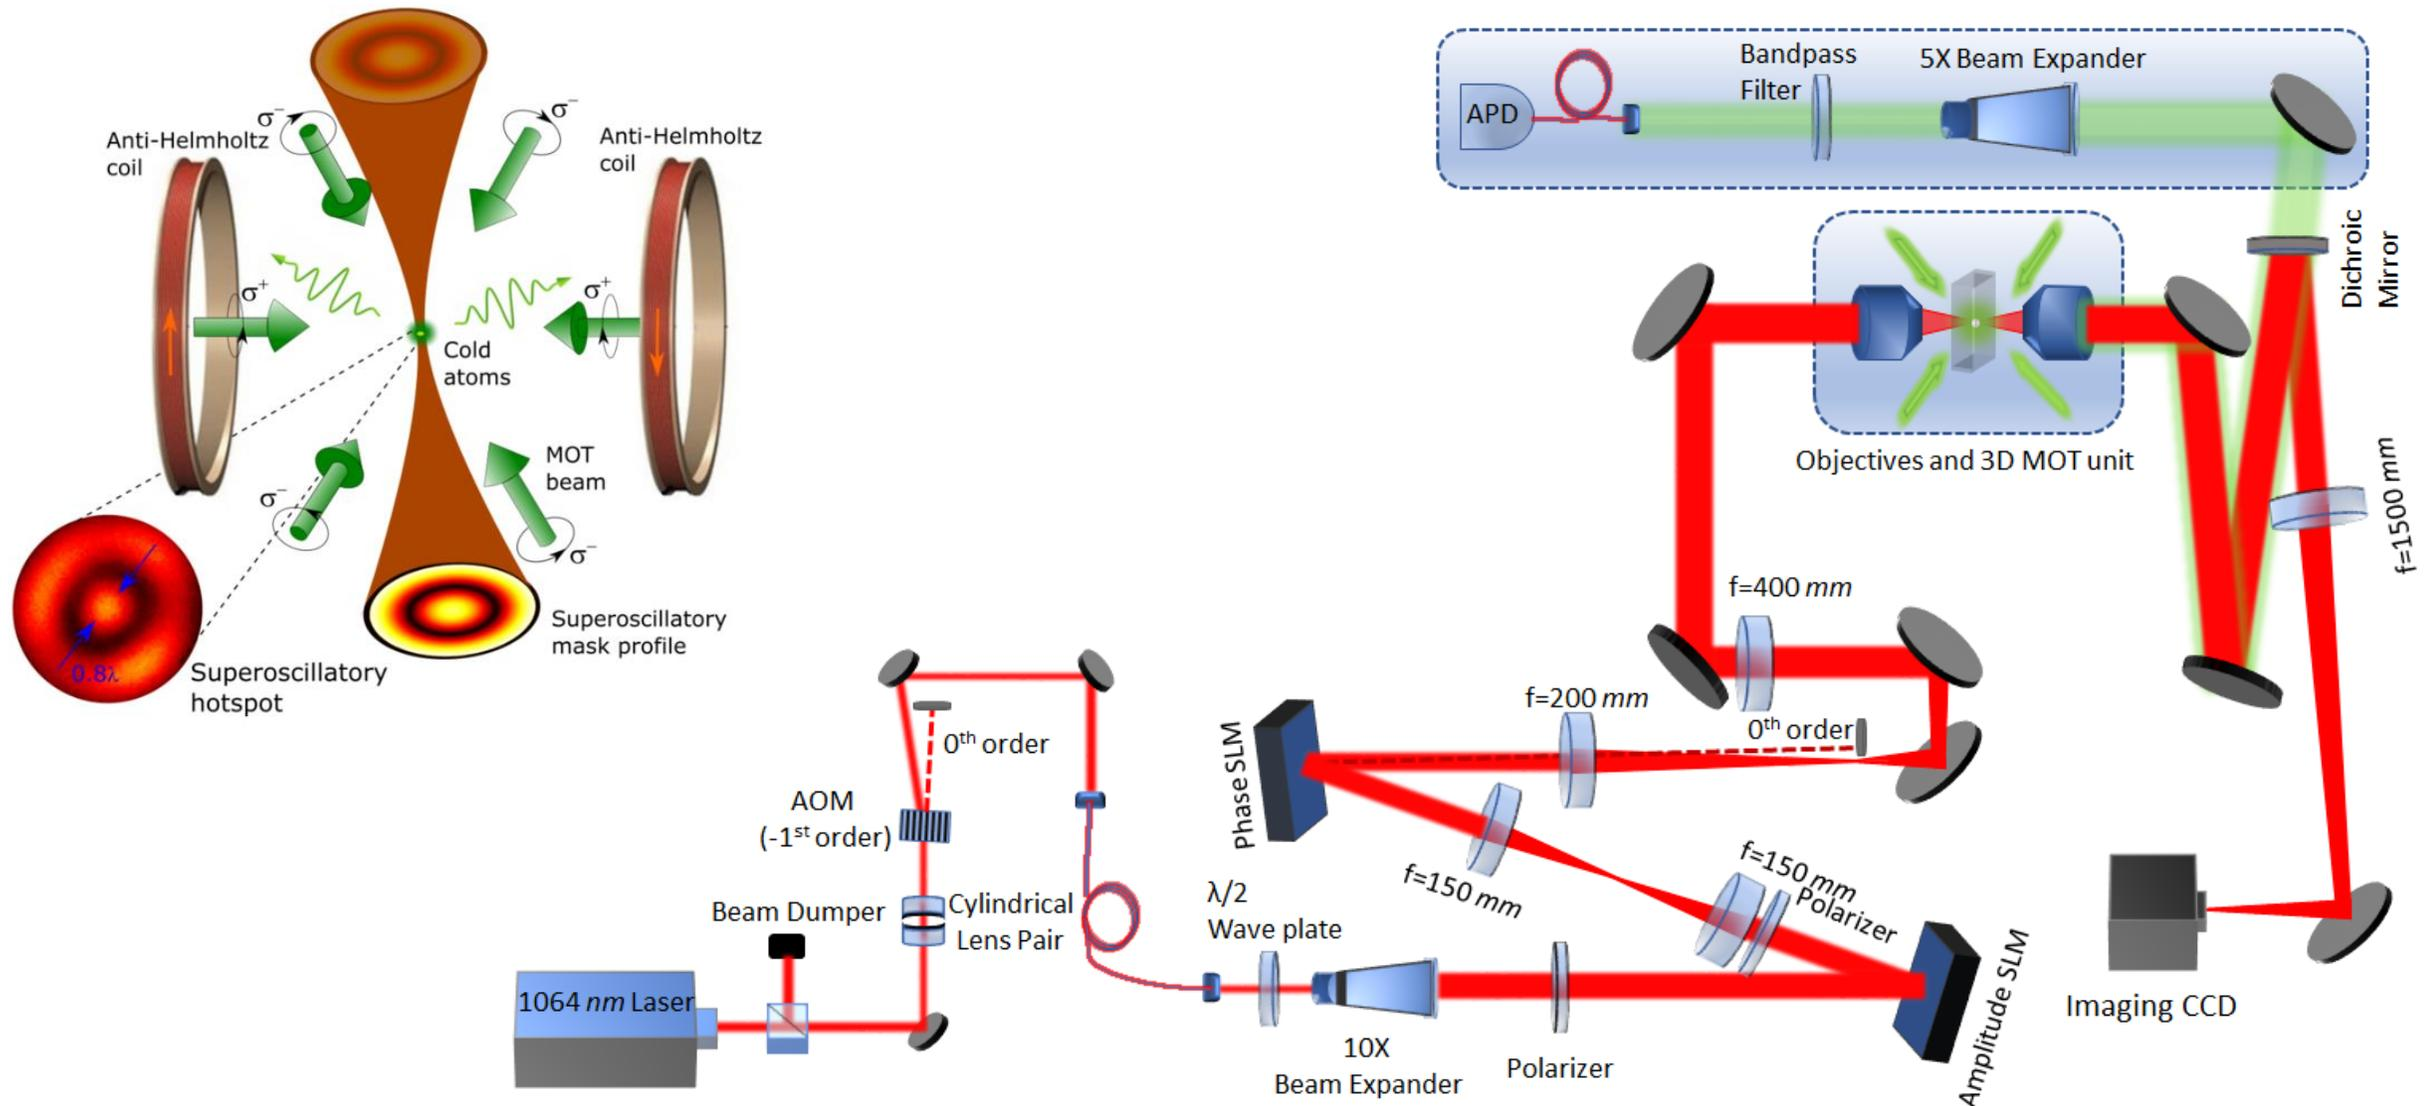 σ⁻
σ⁻
Anti-Helmholtz
coil
Anti-Helmholtz
coil
σ⁺
σ⁺
Cold
atoms
MOT
beam
σ⁻
σ⁻
0.8λ
Superoscillatory
hotspot
Superoscillatory
mask profile
APD
Bandpass
Filter
5X Beam Expander
Dichroic
Mirror
Objectives and 3D MOT unit
f=1500 mm
f=400 mm
f=200 mm
0th order
Phase SLM
f=150 mm
f=150 mm
Polarizer
0th order
AOM
(-1st order)
Beam Dumper
Cylindrical
Lens Pair
1064 nm Laser
λ/2
Wave plate
10X
Beam Expander
Polarizer
Amplitude SLM
Imaging CCD